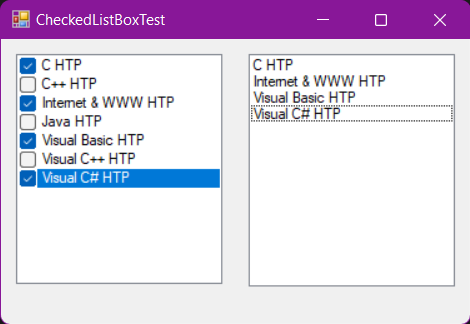 CheckedListBoxTest
C HTP
C++ HTP
Internet & WWW HTP
Java HTP
Visual Basic HTP
Visual C++ HTP
Visual C# HTP
C HTP
Internet & WWW HTP
Visual Basic HTP
Visual C# HTP